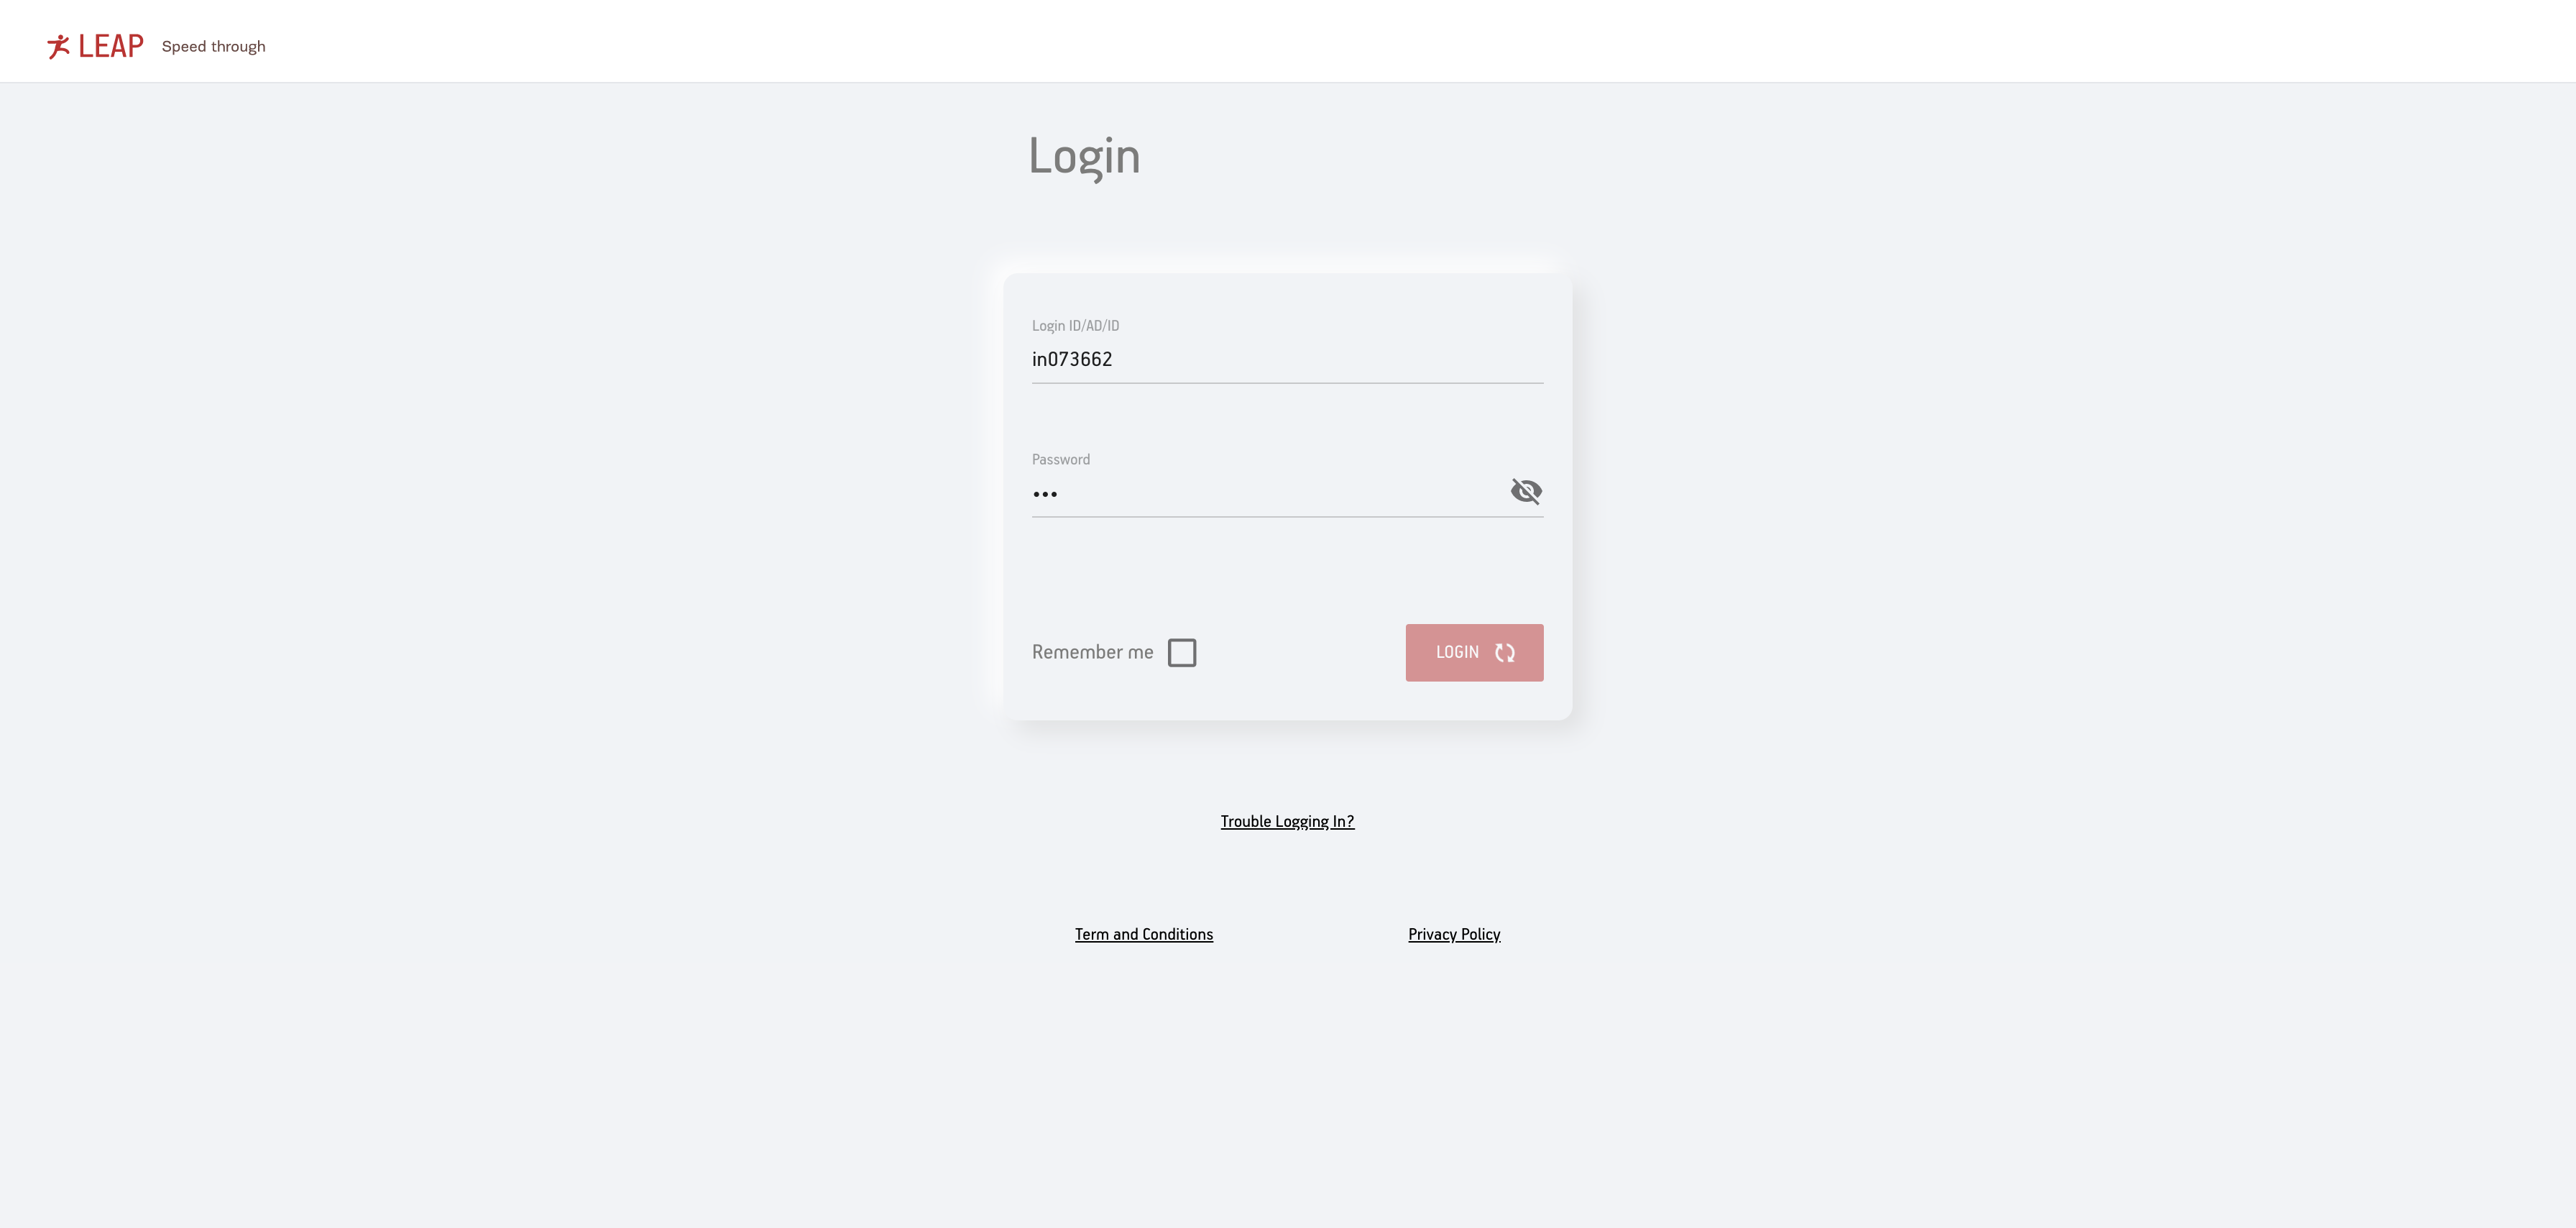 LEAP Speed through
Login
Login ID/AD/ID
in073662
Password
•••
Remember me
LOGIN
Trouble Logging In?
Term and Conditions
Privacy Policy